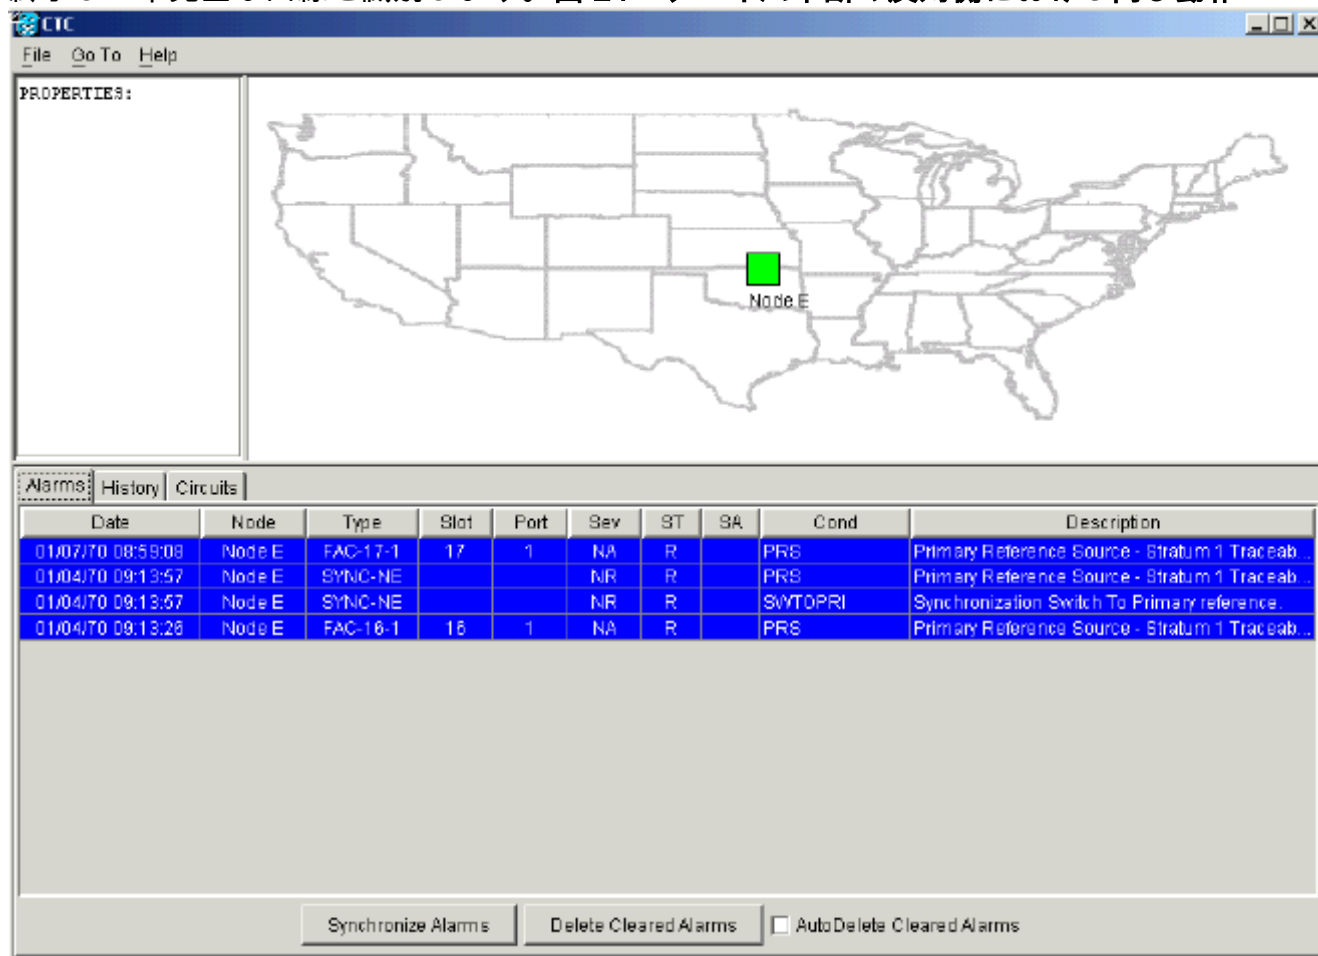 CTC
File Go To Help
PROPERTIES:
Node E
Alarms History Circuits
Date Node Type Slot Port Sev ST SA Cond Description
01/07/70 08:59:08 Node E FAC-17-1 17 1 NA R PRS Primary Reference Source - Stratum 1 Traceab...
01/04/70 09:13:57 Node E SYNC-NE NR R PRS Primary Reference Source - Stratum 1 Traceab...
01/04/70 09:13:57 Node E SYNC-NE NR R SWTOPRI Synchronization Switch To Primary reference.
01/04/70 09:13:26 Node E FAC-16-1 16 1 NA R PRS Primary Reference Source - Stratum 1 Traceab...
Synchronize Alarms Delete Cleared Alarms AutoDelete Cleared Alarms